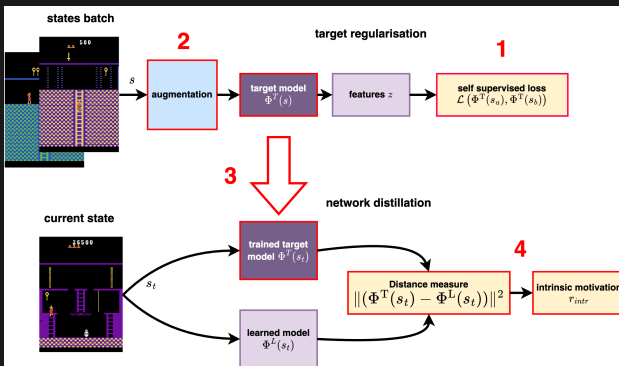 states batch
target regularisation
2
1
500
s
augmentation
target model
Φ^T(s)
features z
self supervised loss
ℒ (Φ^T(s_a), Φ^T(s_b))
3
network distillation
current state
4
26500
trained target
model Φ^T(s_t)
s_t
Distance measure
‖(Φ^T(s_t) − Φ^L(s_t))‖²
intrinsic motivation
r_intr
learned model
Φ^L(s_t)